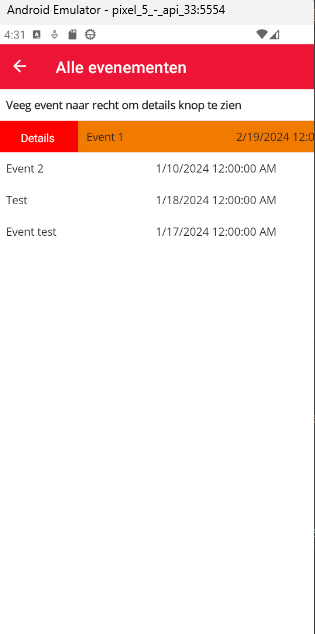 Android Emulator - pixel_5_-_api_33:5554
4:31
Alle evenementen
Veeg event naar recht om details knop te zien
Details Event 1 2/19/2024 12:0
Event 2 1/10/2024 12:00:00 AM
Test 1/18/2024 12:00:00 AM
Event test 1/17/2024 12:00:00 AM